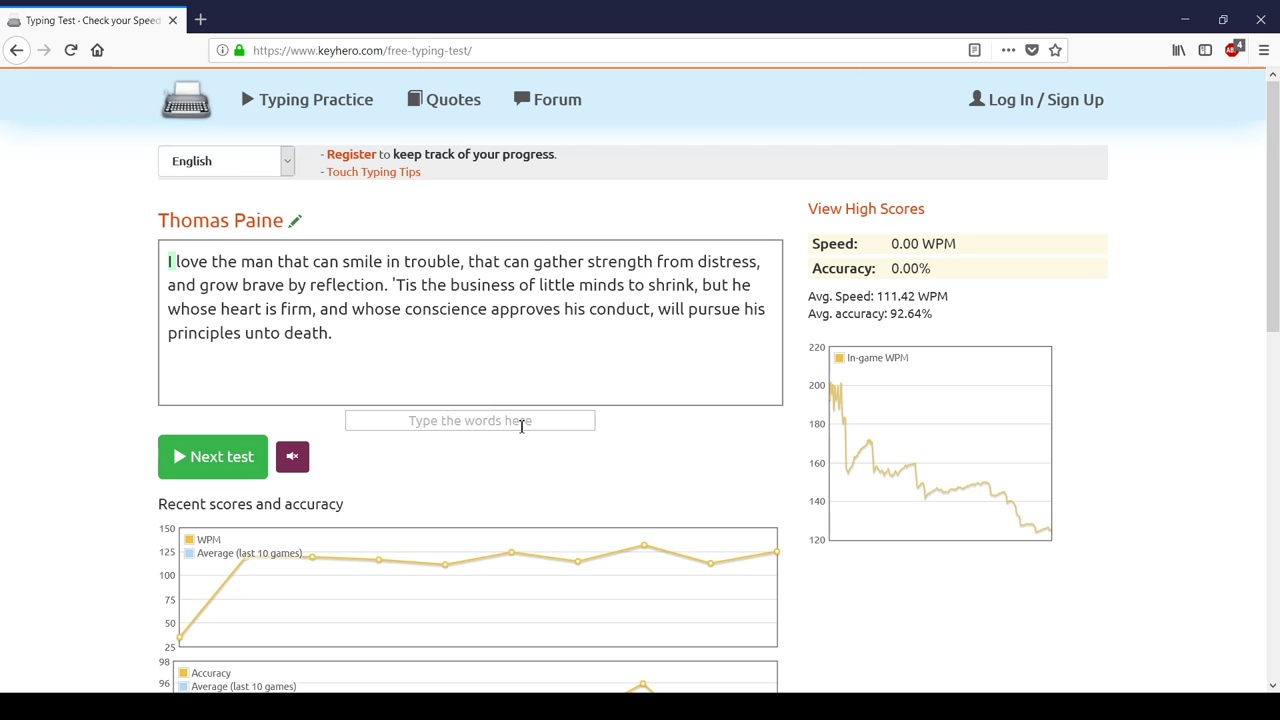 Typing Test · Check your Speed
https://www.keyhero.com/free-typing-test/
4
Typing Practice
Quotes
Forum
Log In / Sign Up
English
- Register to keep track of your progress.
- Touch Typing Tips
Thomas Paine
I love the man that can smile in trouble, that can gather strength from distress,
and grow brave by reflection. 'Tis the business of little minds to shrink, but he
whose heart is firm, and whose conscience approves his conduct, will pursue his
principles unto death.
Type the words here
Next test
View High Scores
Speed: 0.00 WPM
Accuracy: 0.00%
Avg. Speed: 111.42 WPM
Avg. accuracy: 92.64%
220
In-game WPM
200
180
160
140
120
Recent scores and accuracy
150
WPM
125
Average (last 10 games)
100
75
50
25
98
Accuracy
96
Average (last 10 games)